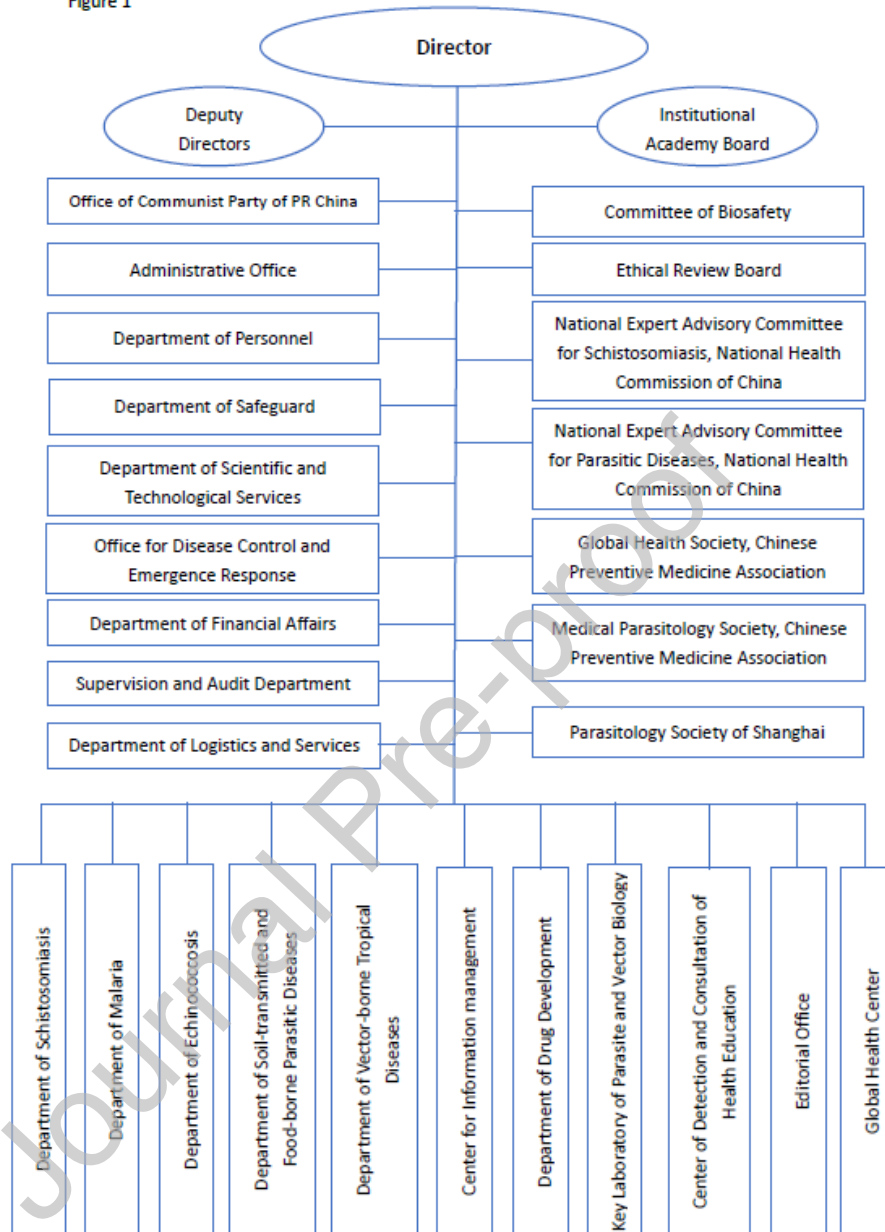 Figure 1
Director
Deputy
Directors
Institutional
Academy Board
Office of Communist Party of PR China
Administrative Office
Department of Personnel
Department of Safeguard
Department of Scientific and
Technological Services
Office for Disease Control and
Emergence Response
Department of Financial Affairs
Supervision and Audit Department
Department of Logistics and Services
Committee of Biosafety
Ethical Review Board
National Expert Advisory Committee
for Schistosomiasis, National Health
Commission of China
National Expert Advisory Committee
for Parasitic Diseases, National Health
Commission of China
Global Health Society, Chinese
Preventive Medicine Association
Medical Parasitology Society, Chinese
Preventive Medicine Association
Parasitology Society of Shanghai
Department of Schistosomiasis
Department of Malaria
Department of Echinococcosis
Department of Soil-transmitted and
Food-borne Parasitic Diseases
Department of Vector-borne Tropical
Diseases
Center for Information management
Department of Drug Development
Key Laboratory of Parasite and Vector Biology
Center of Detection and Consultation of
Health Education
Editorial Office
Global Health Center
Journal Pre-proof